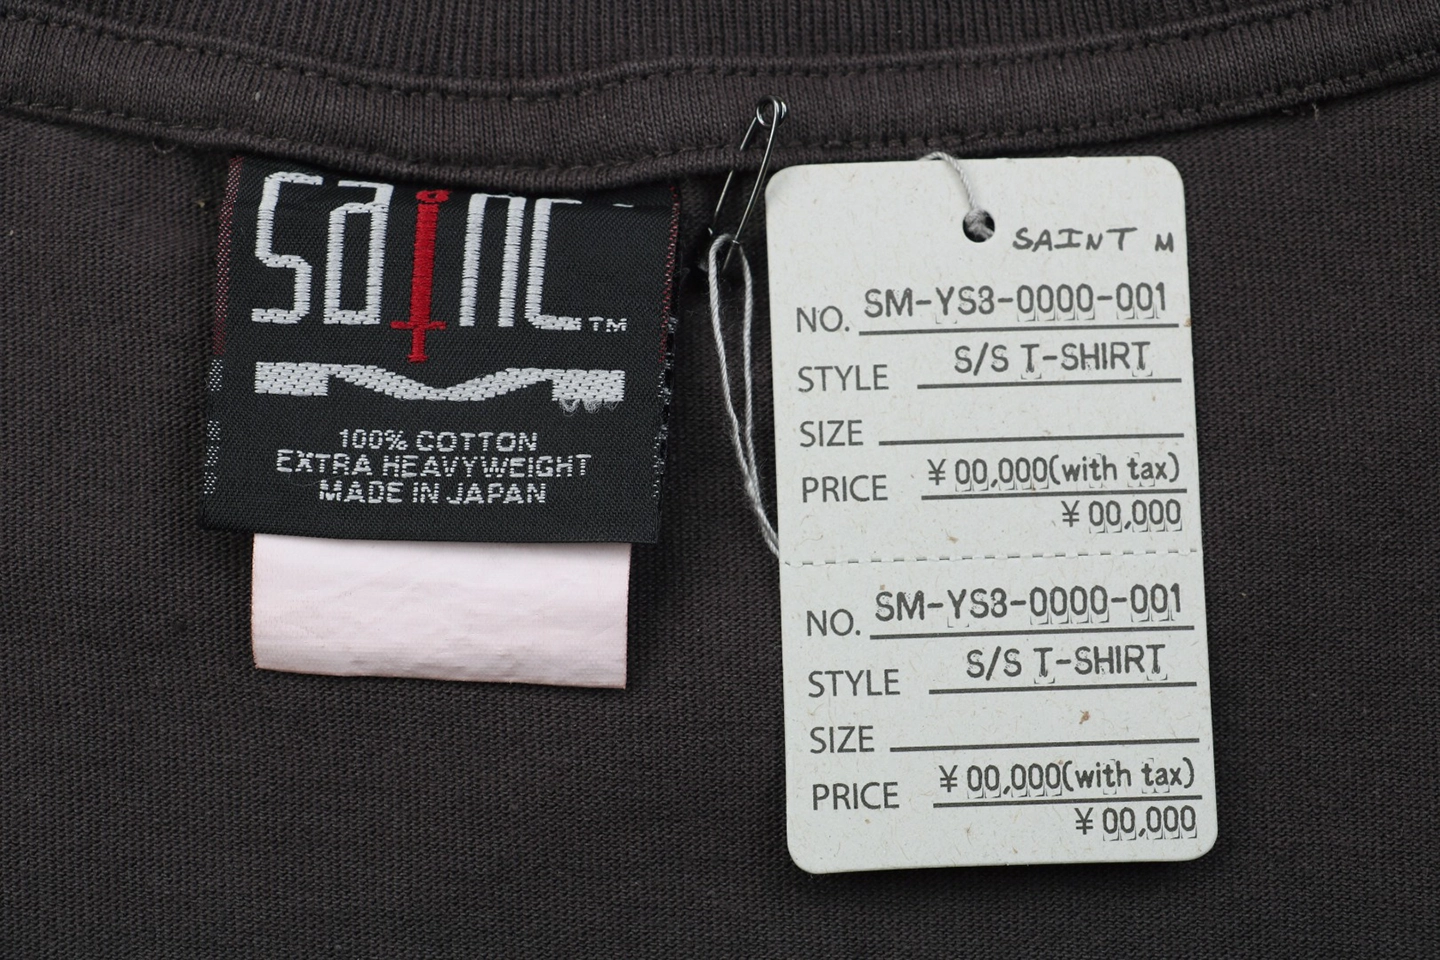 saint
TM
100% COTTON
EXTRA HEAVYWEIGHT
MADE IN JAPAN
SAINT M
NO. SM-YS3-0000-001
STYLE S/S T-SHIRT
SIZE
PRICE ¥00,000(with tax)
¥00,000
NO. SM-YS3-0000-001
STYLE S/S T-SHIRT
SIZE
PRICE ¥00,000(with tax)
¥00,000